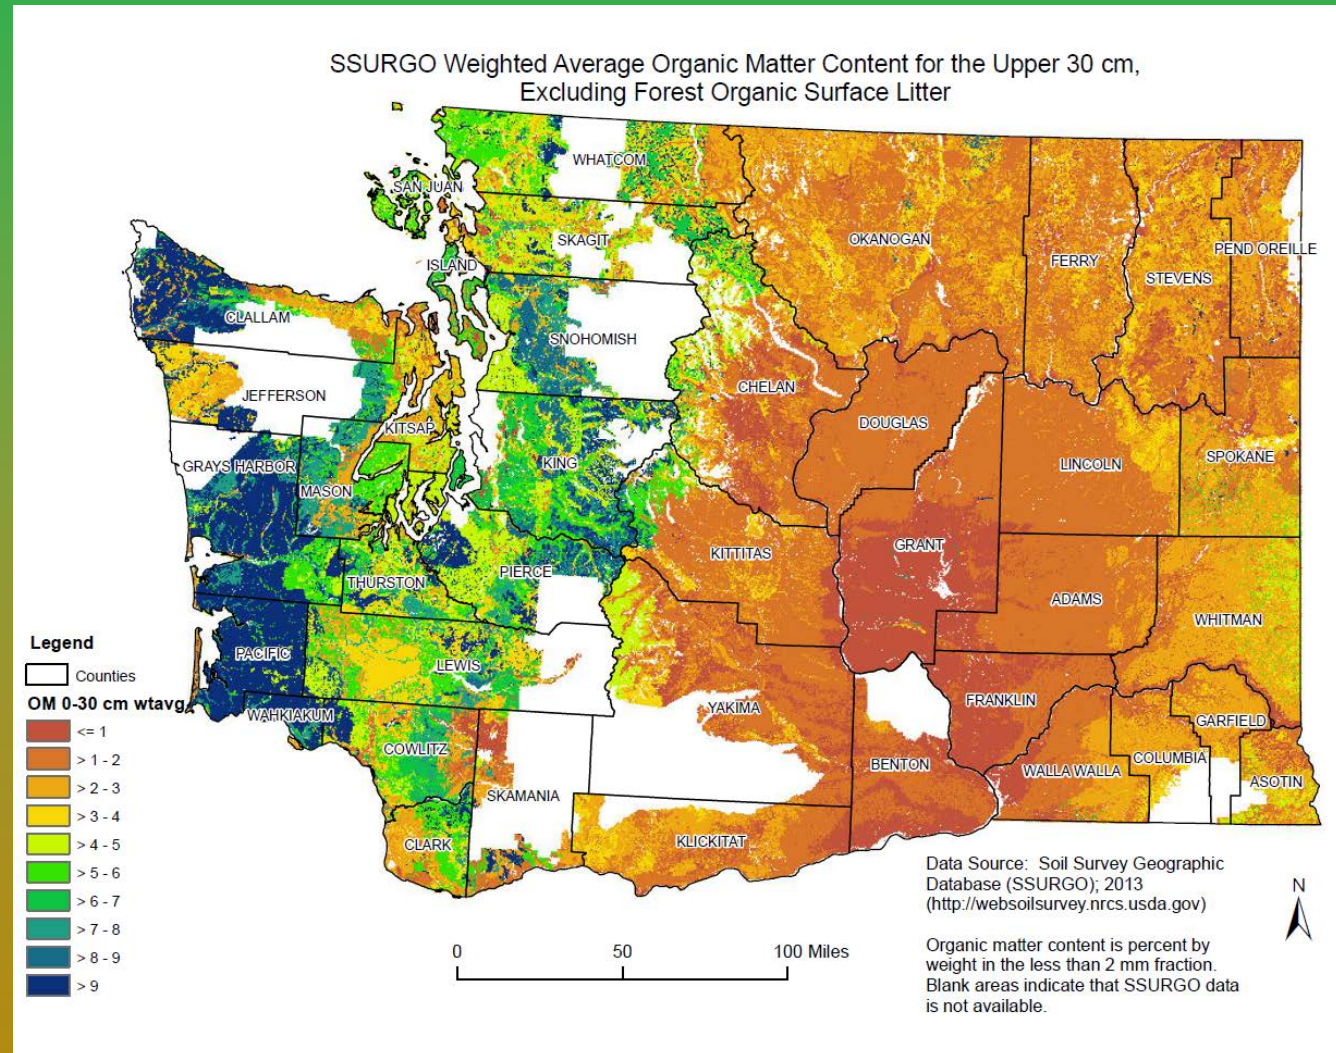 SSURGO Weighted Average Organic Matter Content for the Upper 30 cm,
Excluding Forest Organic Surface Litter
WHATCOM
SAN JUAN
SKAGIT
ISLAND
OKANOGAN
FERRY
STEVENS
PEND OREILLE
CLALLAM
SNOHOMISH
JEFFERSON
CHELAN
DOUGLAS
KITSAP
GRAYS HARBOR
MASON
KING
LINCOLN
SPOKANE
THURSTON
PIERCE
KITTITAS
GRANT
ADAMS
WHITMAN
PACIFIC
LEWIS
WAHKIAKUM
COWLITZ
YAKIMA
FRANKLIN
GARFIELD
SKAMANIA
BENTON
WALLA WALLA
COLUMBIA
ASOTIN
CLARK
KLICKITAT
Legend
Counties
OM 0-30 cm wtavg
<= 1
> 1 - 2
> 2 - 3
> 3 - 4
> 4 - 5
> 5 - 6
> 6 - 7
> 7 - 8
> 8 - 9
> 9
0 50 100 Miles
Data Source: Soil Survey Geographic
Database (SSURGO); 2013
(http://websoilsurvey.nrcs.usda.gov)
N
Organic matter content is percent by
weight in the less than 2 mm fraction.
Blank areas indicate that SSURGO data
is not available.